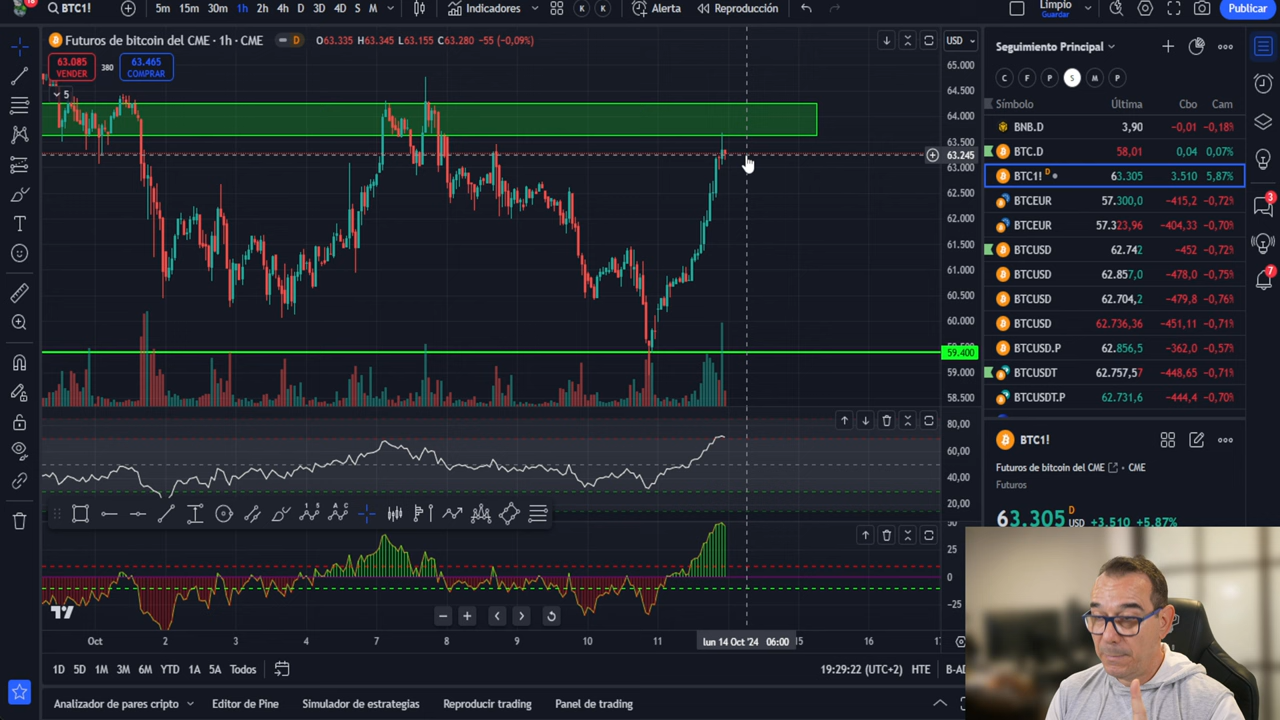 18
BTC1! 5m 15m 30m 1h 2h 4h D 3D 4D S M Indicadores K K Alerta Reproducción Limpio Guardar Publicar
Futuros de bitcoin del CME · 1h · CME D O63.335 H63.345 L63.155 C63.280 −55 (−0,09%) USD
63.085 VENDER 380 63.465 COMPRAR
5
65.000
64.500
64.000
63.500
63.245
63.000
62.500
62.000
61.500
61.000
60.500
60.000
59.400
59.000
58.500
80,00
60,00
40,00
20,00
25
0
−25
Oct 2 3 4 7 8 9 10 11 lun 14 Oct '24 06:00 15 16
1D 5D 1M 3M 6M YTD 1A 5A Todos 19:29:22 (UTC+2) HTE B-AD
Analizador de pares cripto Editor de Pine Simulador de estrategias Reproducir trading Panel de trading
Seguimiento Principal
C F P S M P
Símbolo Última Cbo Cam
BNB.D 3,90 −0,01 −0,18%
BTC.D 58,01 0,04 0,07%
BTC1! D 63.305 3.510 5,87%
BTCEUR 57.300,0 −415,2 −0,72%
BTCEUR 57.323,96 −404,33 −0,70%
BTCUSD 62.742 −452 −0,72%
BTCUSD 62.857,0 −478,0 −0,75%
BTCUSD 62.704,2 −479,8 −0,76%
BTCUSD 62.736,36 −451,11 −0,71%
BTCUSD.P 62.856,5 −362,0 −0,57%
BTCUSDT 62.757,57 −448,65 −0,71%
BTCUSDT.P 62.731,6 −444,4 −0,70%
BTC1!
Futuros de bitcoin del CME · CME
Futuros
63.305 D USD +3.510 +5,87%
3
7